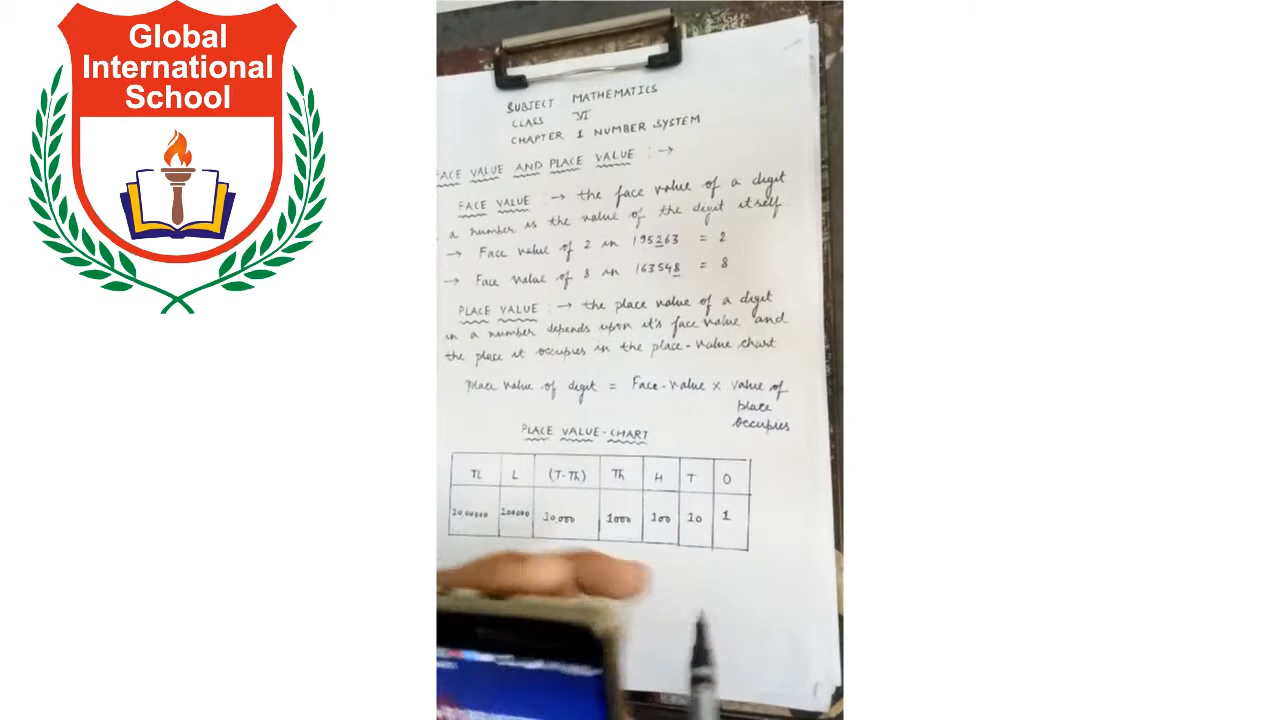 Global
International
School
SUBJECT MATHEMATICS
CLASS VI
CHAPTER 1 NUMBER SYSTEM
FACE VALUE AND PLACE VALUE : →
FACE VALUE : → the face value of a digit
a number is the value of the digit itself
→ Face value of 2 in 195263 = 2
→ Face value of 8 in 163548 = 8
PLACE VALUE : → the place value of a digit
in a number depends upon it's face value and
the place it occupies in the place-value chart
Place value of digit = Face-value × value of
place
occupies
PLACE VALUE-CHART
TL L (T-Th) Th H T O
10,00000 100000 10,000 1000 100 10 1